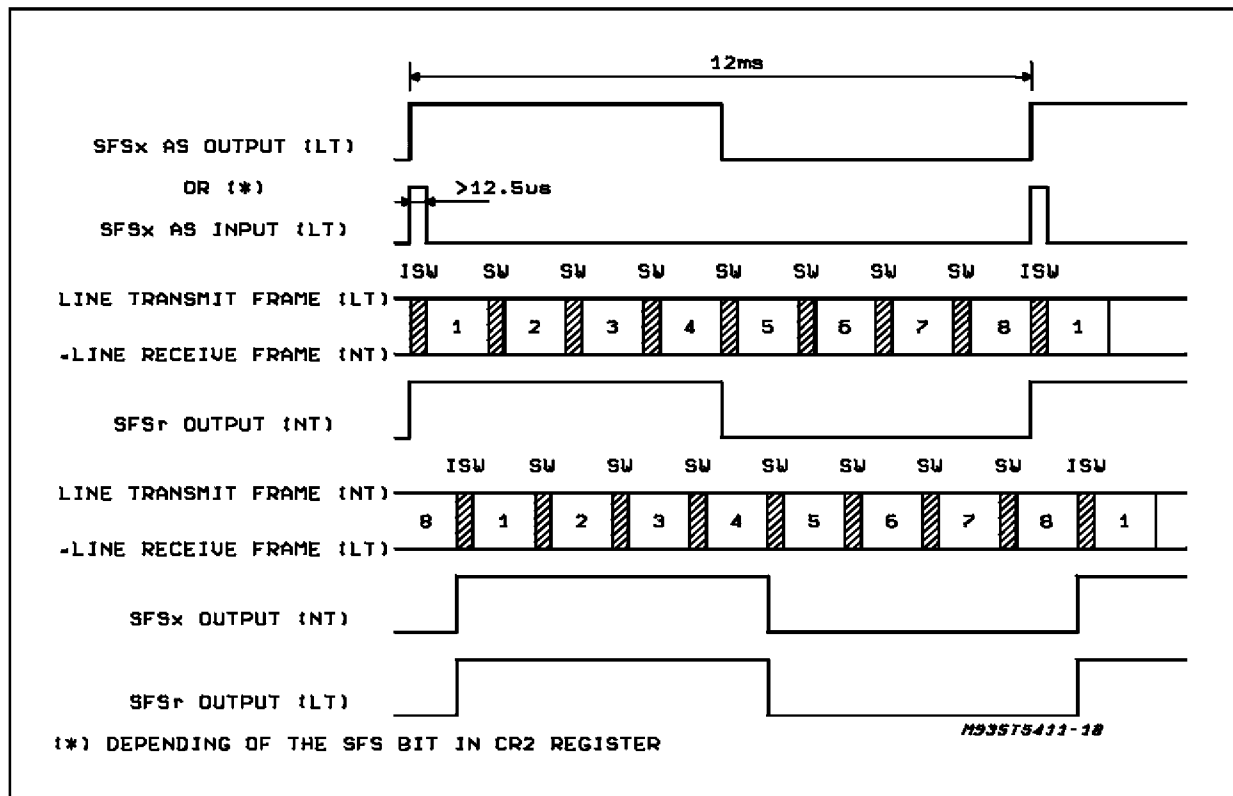 12ms
SFSx AS OUTPUT (LT)
OR (*)
>12.5us
SFSx AS INPUT (LT)
ISW SW SW SW SW SW SW SW ISW
LINE TRANSMIT FRAME (LT)
1 2 3 4 5 6 7 8 1
=LINE RECEIVE FRAME (NT)
SFSr OUTPUT (NT)
ISW SW SW SW SW SW SW SW ISW
LINE TRANSMIT FRAME (NT)
8 1 2 3 4 5 6 7 8 1
=LINE RECEIVE FRAME (LT)
SFSx OUTPUT (NT)
SFSr OUTPUT (LT)
M93ST5411-18
(*) DEPENDING OF THE SFS BIT IN CR2 REGISTER